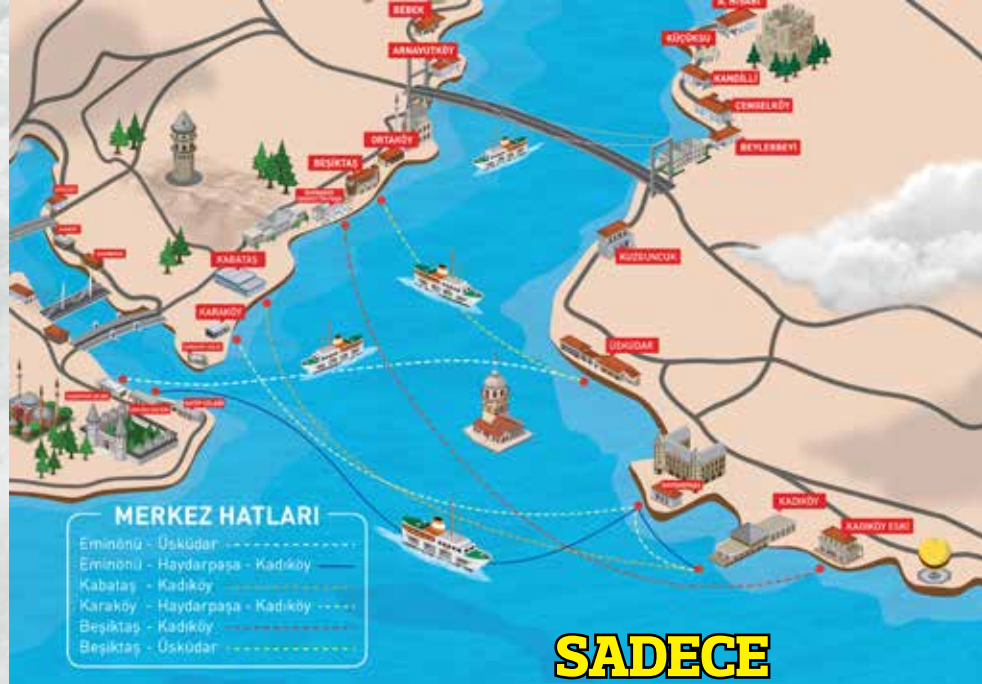 BEBEK
ARNAVUTKÖY
ORTAKÖY
BEŞİKTAŞ
KABATAŞ
KARAKÖY
A. HİSARI
KÜÇÜKSU
KANDİLLİ
ÇENGELKÖY
BEYLERBEYİ
KUZGUNCUK
ÜSKÜDAR
HAYDARPAŞA
KADIKÖY
KADIKÖY ESKİ
MERKEZ HATLARI
Eminönü - Üsküdar
Eminönü - Haydarpaşa - Kadıköy
Kabataş - Kadıköy
Karaköy - Haydarpaşa - Kadıköy
Beşiktaş - Kadıköy
Beşiktaş - Üsküdar
SADECE